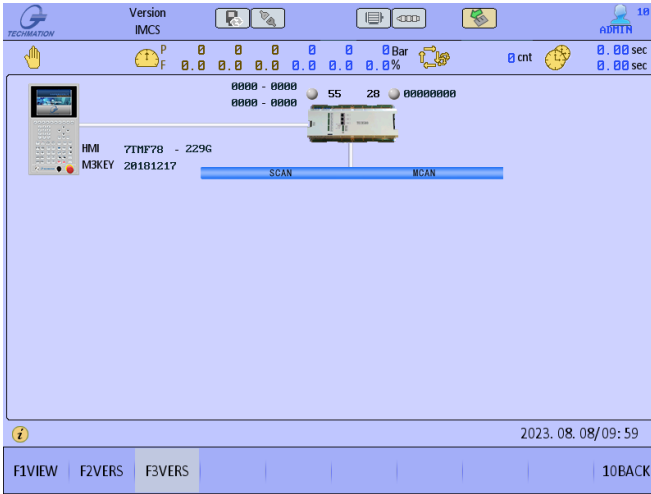 TECHMATION
Version
IMCS
10
ADMIN
P 0 0 0 0 0 0 Bar
F 0.0 0.0 0.0 0.0 0.0 0.0 %
0 cnt
0.00 sec
0.00 sec
0000 - 0000
0000 - 0000
55 28 00000000
HMI 7TMF78 - 229G
M3KEY 20181217
SCAN MCAN
2023. 08. 08/09: 59
F1VIEW F2VERS F3VERS 10BACK